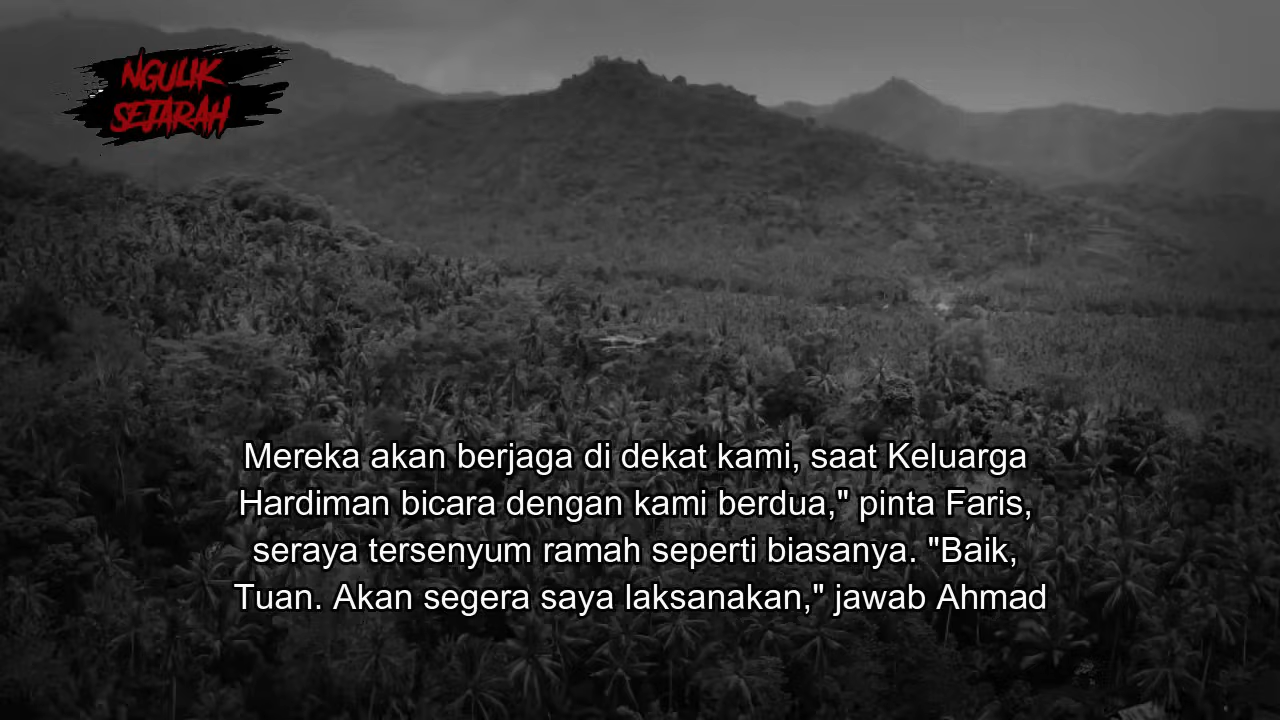 NGULIK
SEJARAH
Mereka akan berjaga di dekat kami, saat Keluarga
Hardiman bicara dengan kami berdua," pinta Faris,
seraya tersenyum ramah seperti biasanya. "Baik,
Tuan. Akan segera saya laksanakan," jawab Ahmad